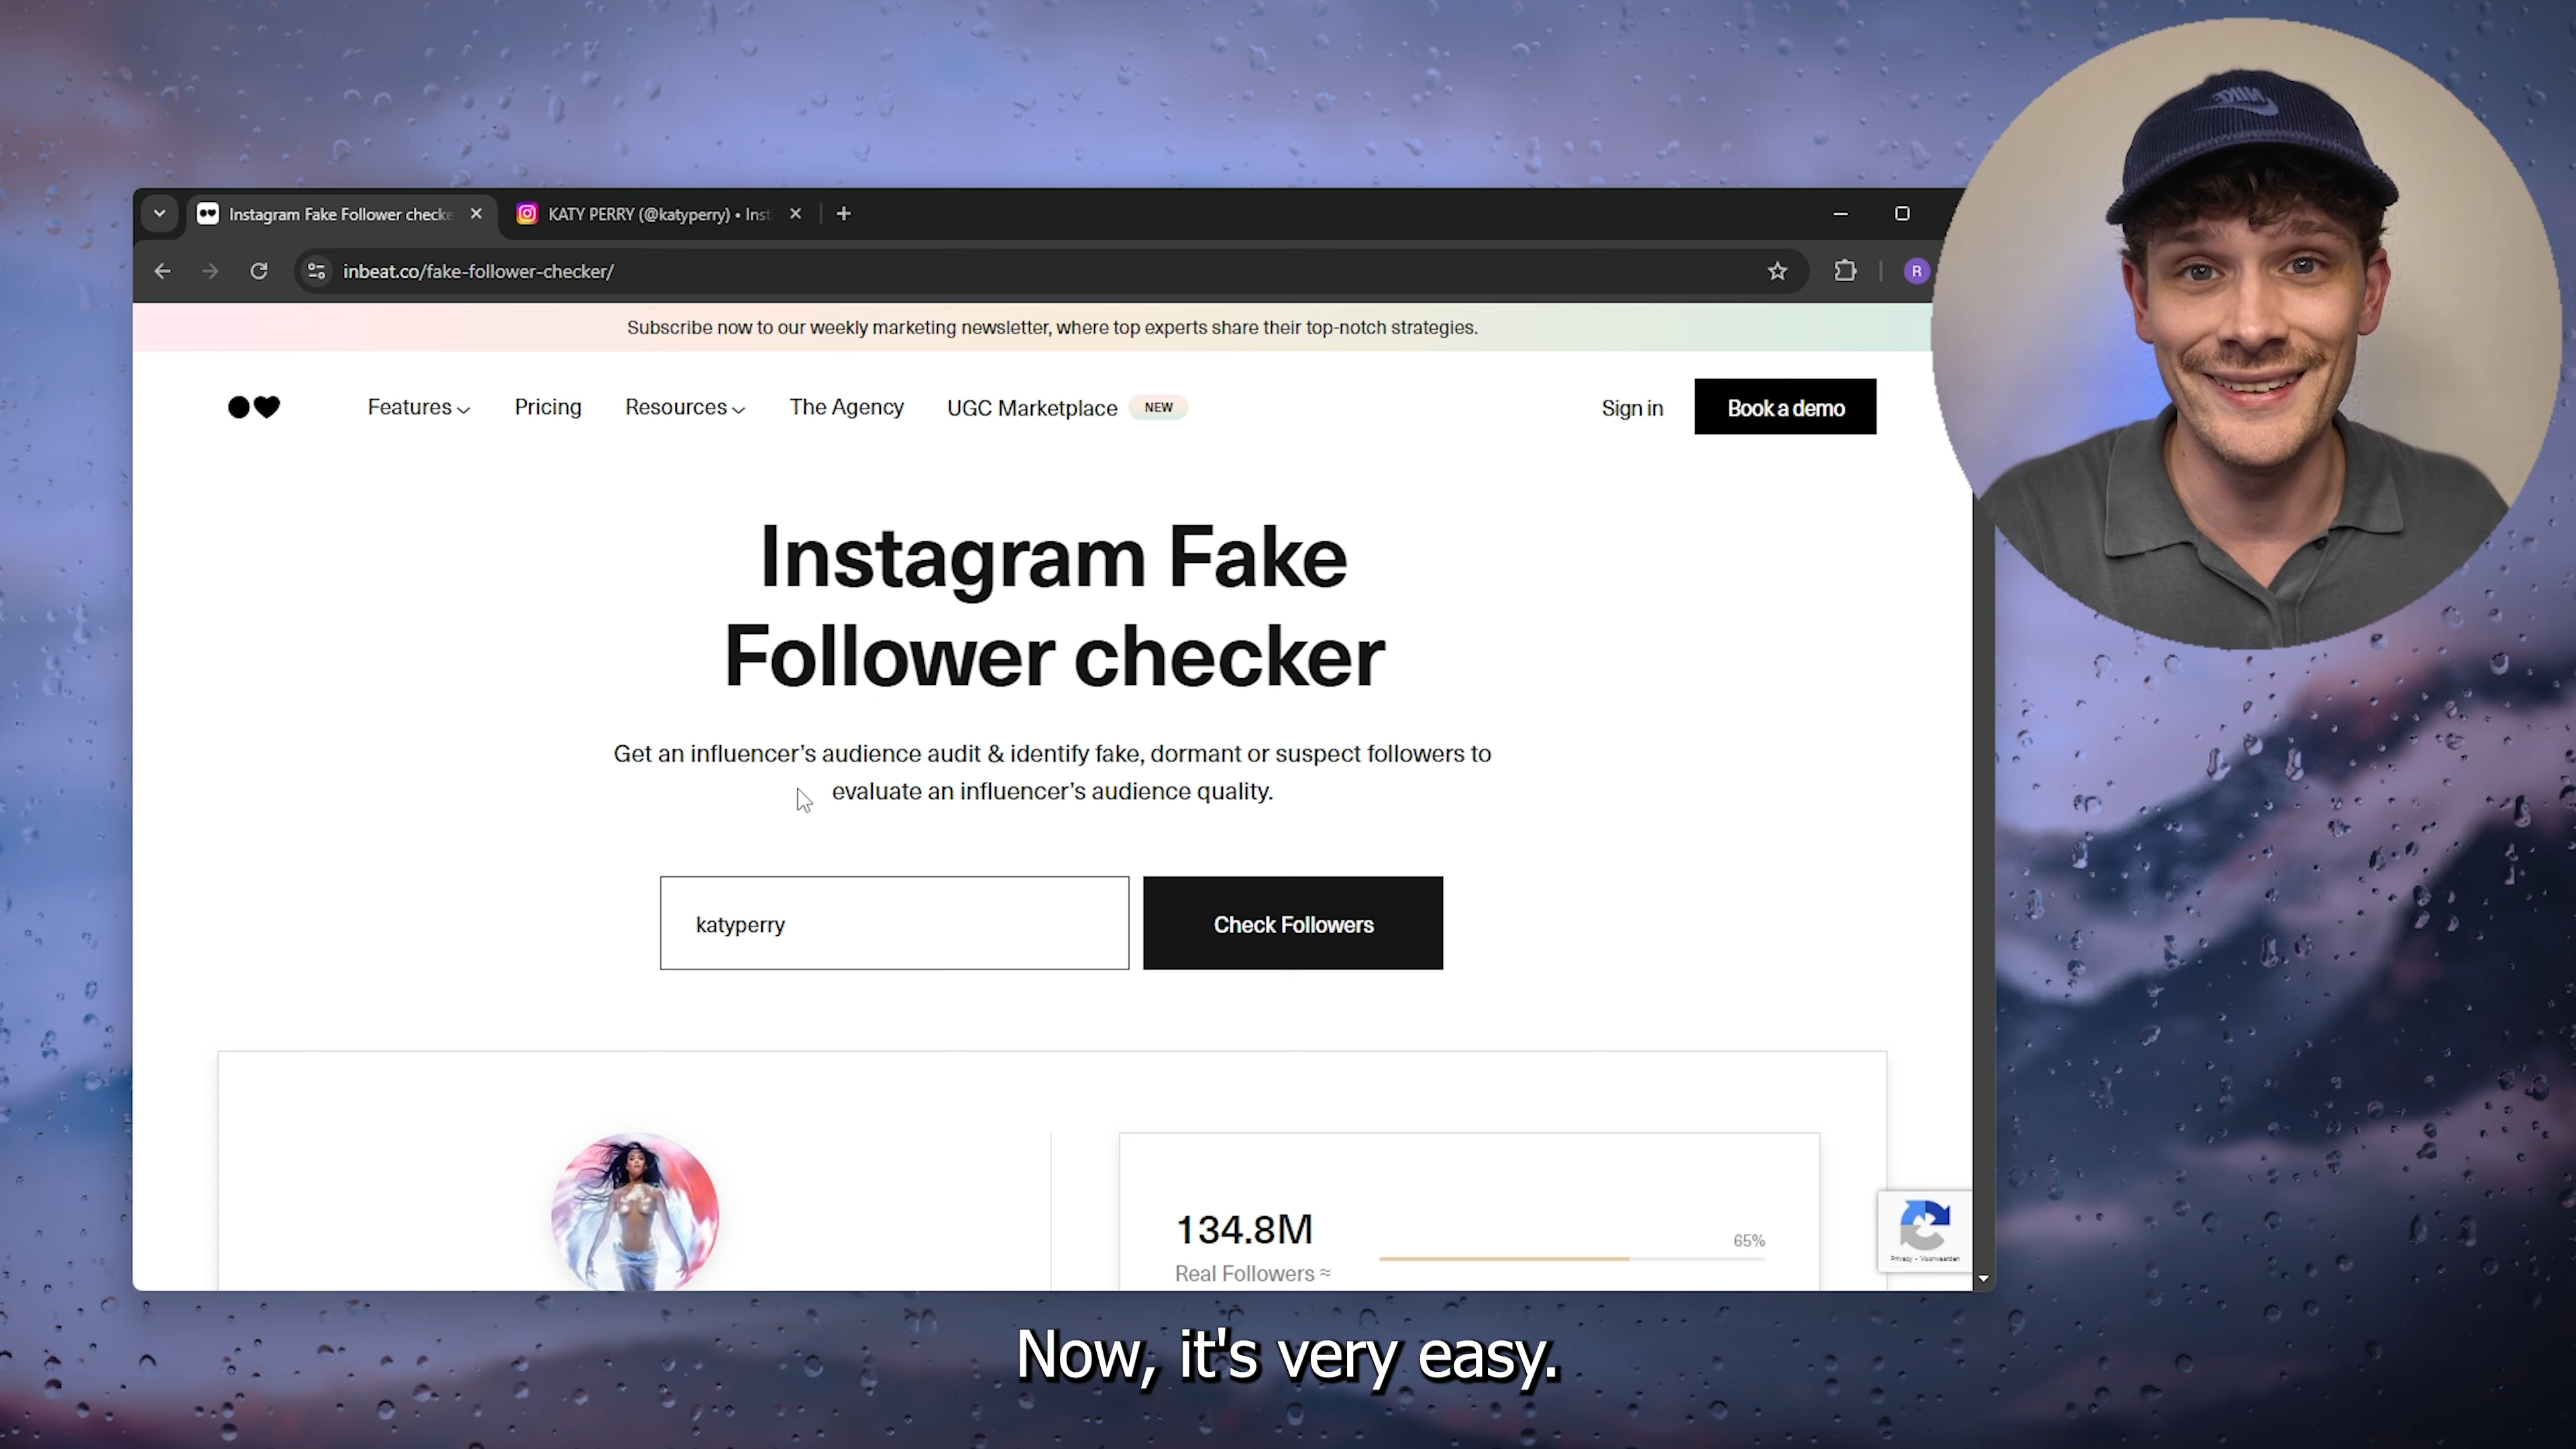 NIKE
Instagram Fake Follower checke
KATY PERRY (@katyperry) • Inst
inbeat.co/fake-follower-checker/
R
Subscribe now to our weekly marketing newsletter, where top experts share their top-notch strategies.
Features
Pricing
Resources
The Agency
UGC Marketplace
NEW
Sign in
Book a demo
Instagram Fake
Follower checker
Get an influencer’s audience audit & identify fake, dormant or suspect followers to
evaluate an influencer’s audience quality.
katyperry
Check Followers
134.8M
65%
Real Followers ≈
Privacy - Voorwaarden
Now, it's very easy.